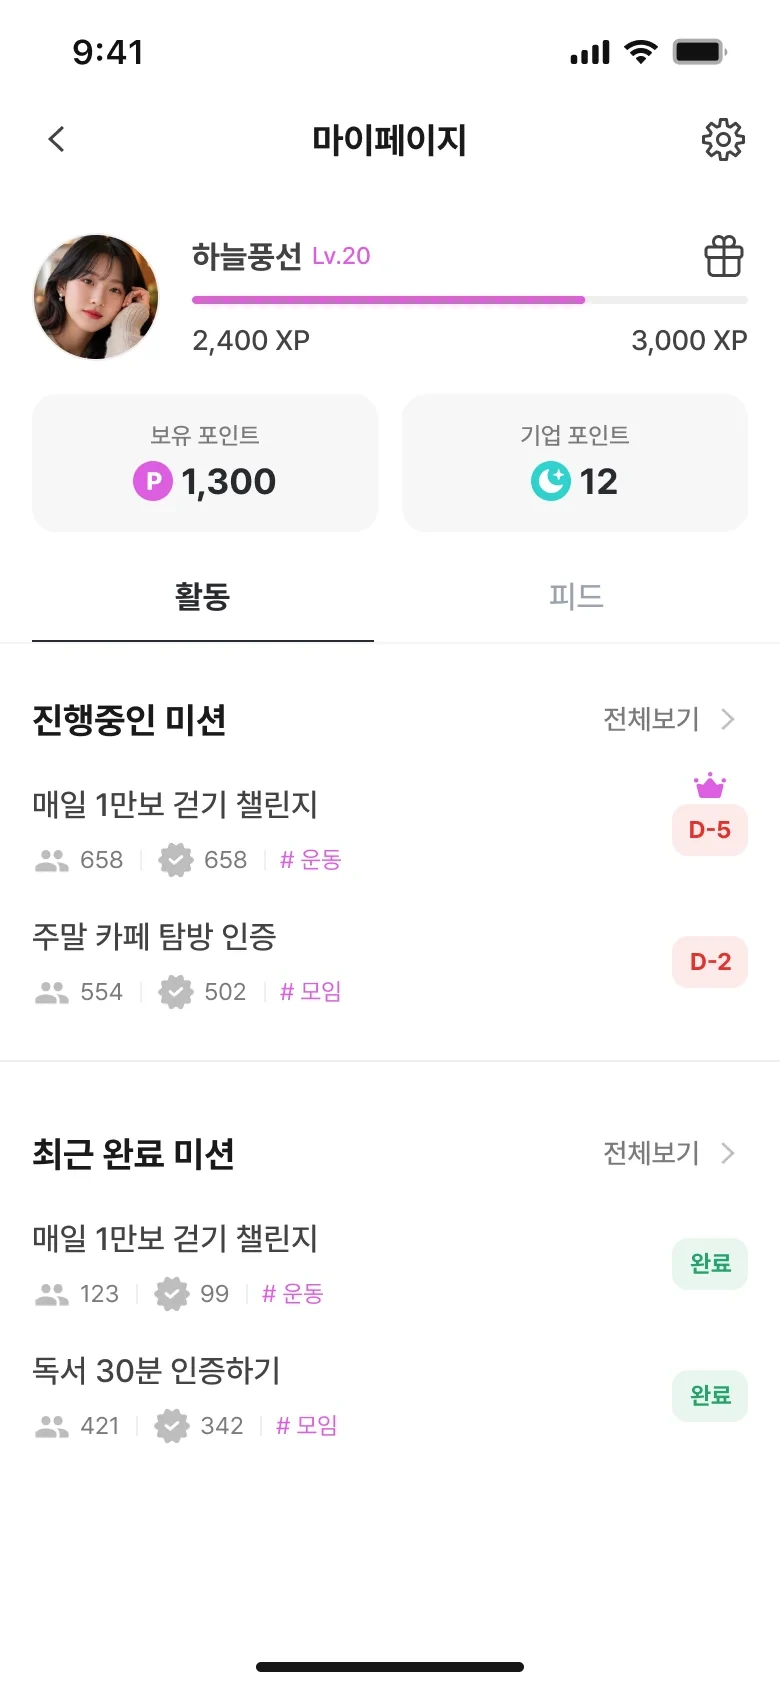 9:41
마이페이지
하늘풍선 Lv.20
2,400 XP 3,000 XP
보유 포인트
P 1,300
기업 포인트
12
활동 피드
진행중인 미션 전체보기
매일 1만보 걷기 챌린지
658 658 # 운동
D-5
주말 카페 탐방 인증
554 502 # 모임
D-2
최근 완료 미션 전체보기
매일 1만보 걷기 챌린지
123 99 # 운동
완료
독서 30분 인증하기
421 342 # 모임
완료